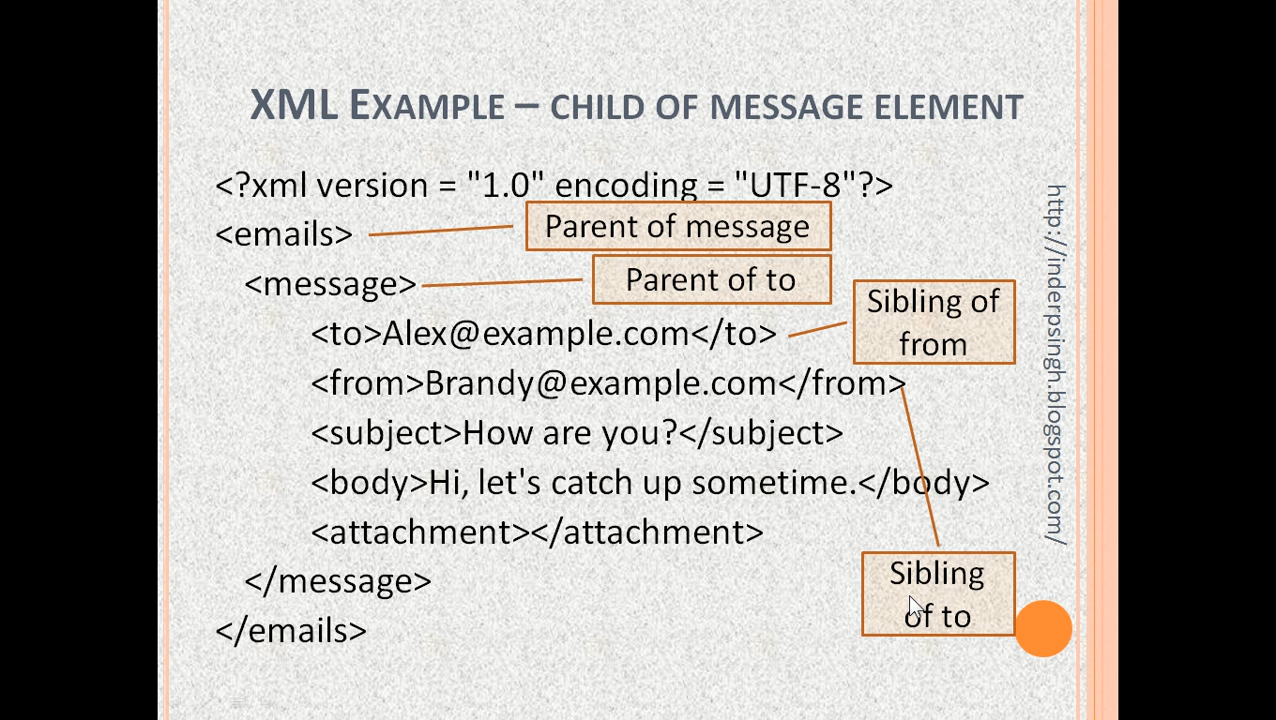 XML EXAMPLE – CHILD OF MESSAGE ELEMENT
<?xml version = "1.0" encoding = "UTF-8"?>
<emails>
Parent of message
<message>
Parent of to
<to>Alex@example.com</to>
Sibling of
from
<from>Brandy@example.com</from>
<subject>How are you?</subject>
<body>Hi, let's catch up sometime.</body>
<attachment></attachment>
</message>
Sibling
of to
</emails>
http://inderpsingh.blogspot.com/